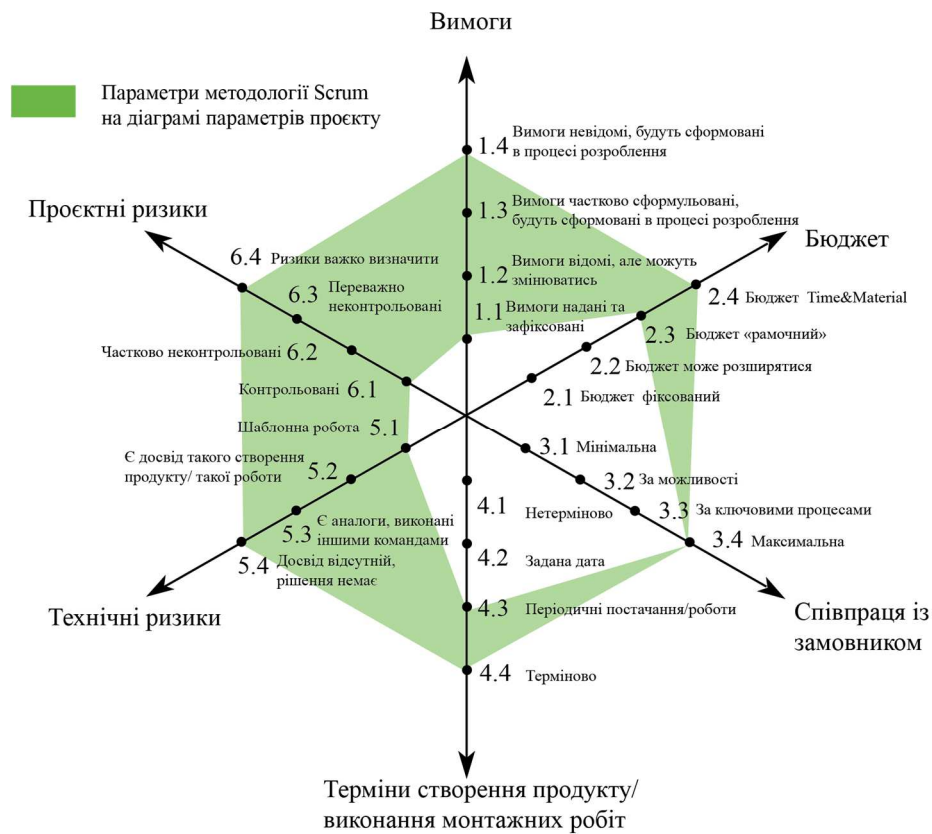 Вимоги
Параметри методології Scrum
на діаграмі параметрів проєкту
1.4 Вимоги невідомі, будуть сформовані
в процесі розроблення
1.3 Вимоги частково сформульовані,
будуть сформовані в процесі розроблення
1.2 Вимоги відомі, але можуть
змінюватись
1.1 Вимоги надані та
зафіксовані
Бюджет
2.4 Бюджет Time&Material
2.3 Бюджет «рамочний»
2.2 Бюджет може розширятися
2.1 Бюджет фіксований
Проєктні ризики
6.4 Ризики важко визначити
6.3 Переважно
неконтрольовані
Частково неконтрольовані 6.2
Контрольовані 6.1
Шаблонна робота 5.1
Є досвід такого створення
продукту/ такої роботи 5.2
5.3 Є аналоги, виконані
іншими командами
5.4 Досвід відсутній,
рішення немає
Технічні ризики
3.1 Мінімальна
3.2 За можливості
3.3 За ключовими процесами
3.4 Максимальна
Співпраця із
замовником
4.1 Нетерміново
4.2 Задана дата
4.3 Періодичні постачання/роботи
4.4 Терміново
Терміни створення продукту/
виконання монтажних робіт